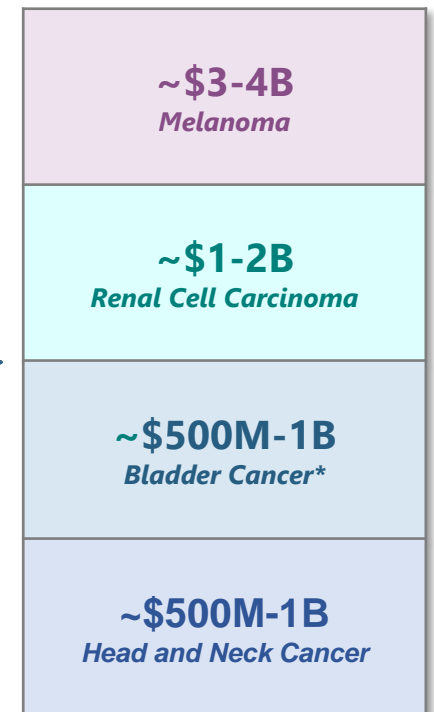 ~$3-4B
Melanoma
~$1-2B
Renal Cell Carcinoma
~$500M-1B
Bladder Cancer*
~$500M-1B
Head and Neck Cancer